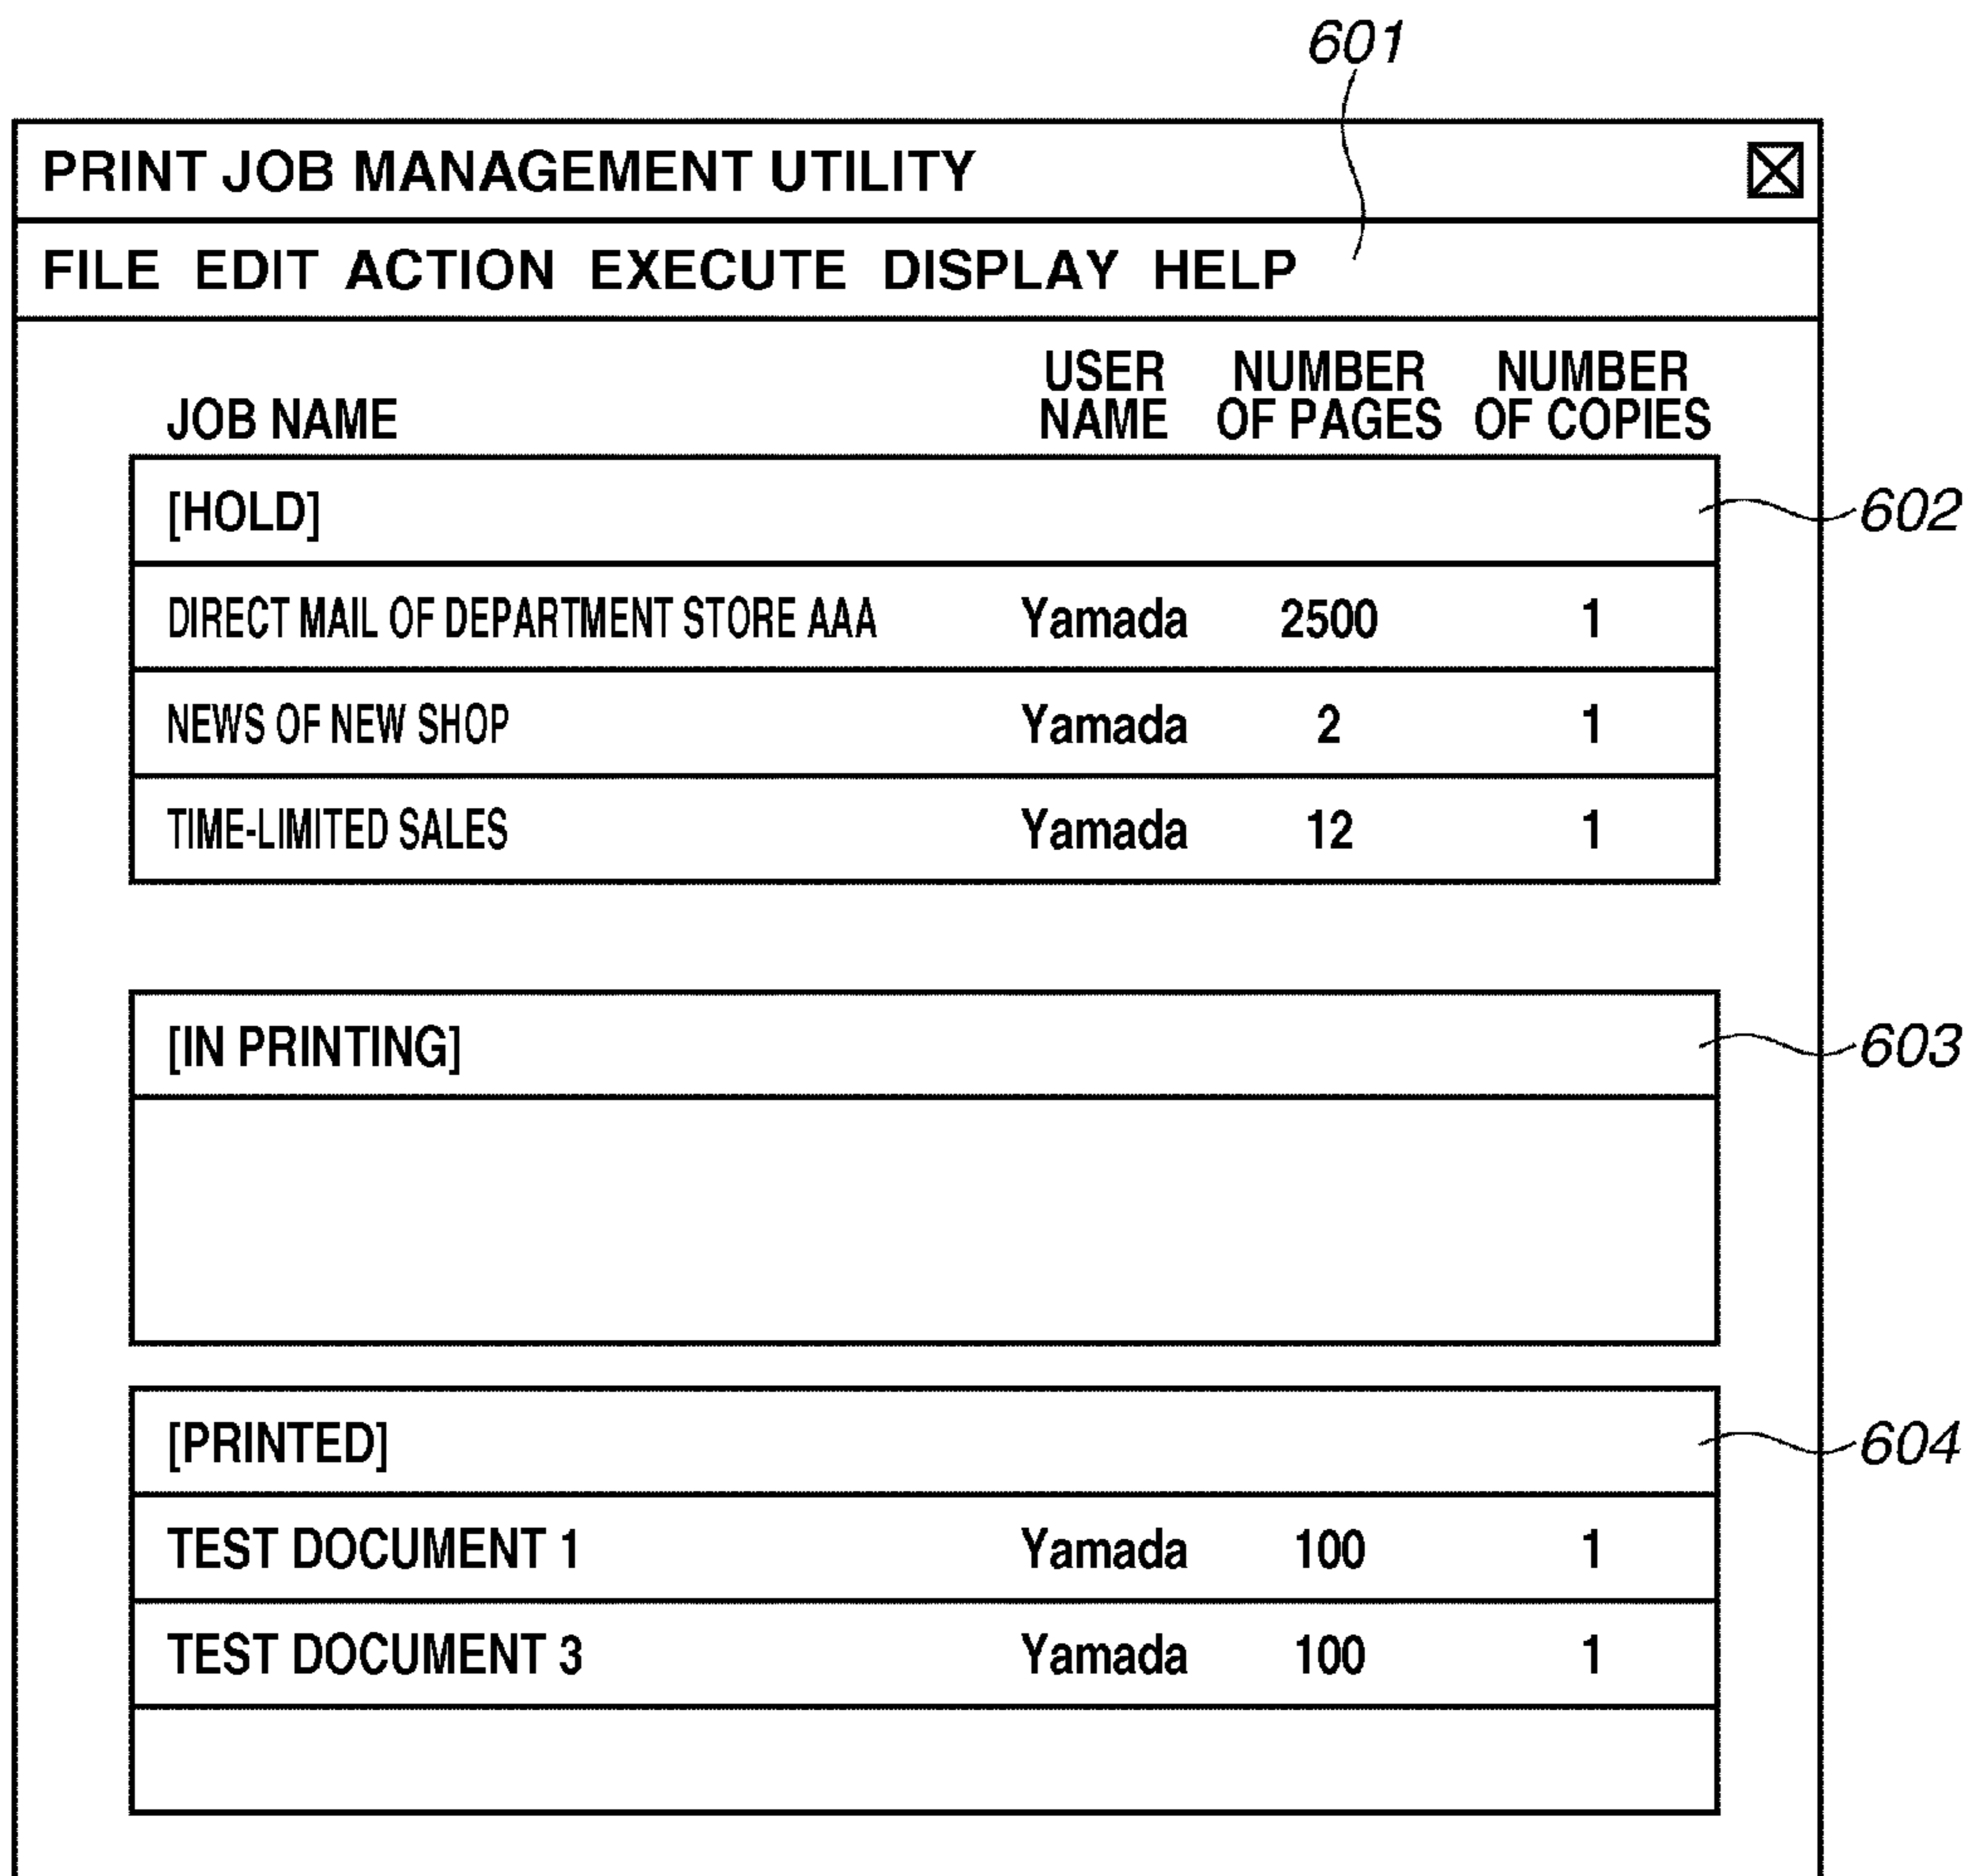 601
PRINT JOB MANAGEMENT UTILITY
FILE EDIT ACTION EXECUTE DISPLAY HELP
JOB NAME USER NAME NUMBER OF PAGES NUMBER OF COPIES
[HOLD] 602
DIRECT MAIL OF DEPARTMENT STORE AAA Yamada 2500 1
NEWS OF NEW SHOP Yamada 2 1
TIME-LIMITED SALES Yamada 12 1
[IN PRINTING] 603
[PRINTED] 604
TEST DOCUMENT 1 Yamada 100 1
TEST DOCUMENT 3 Yamada 100 1